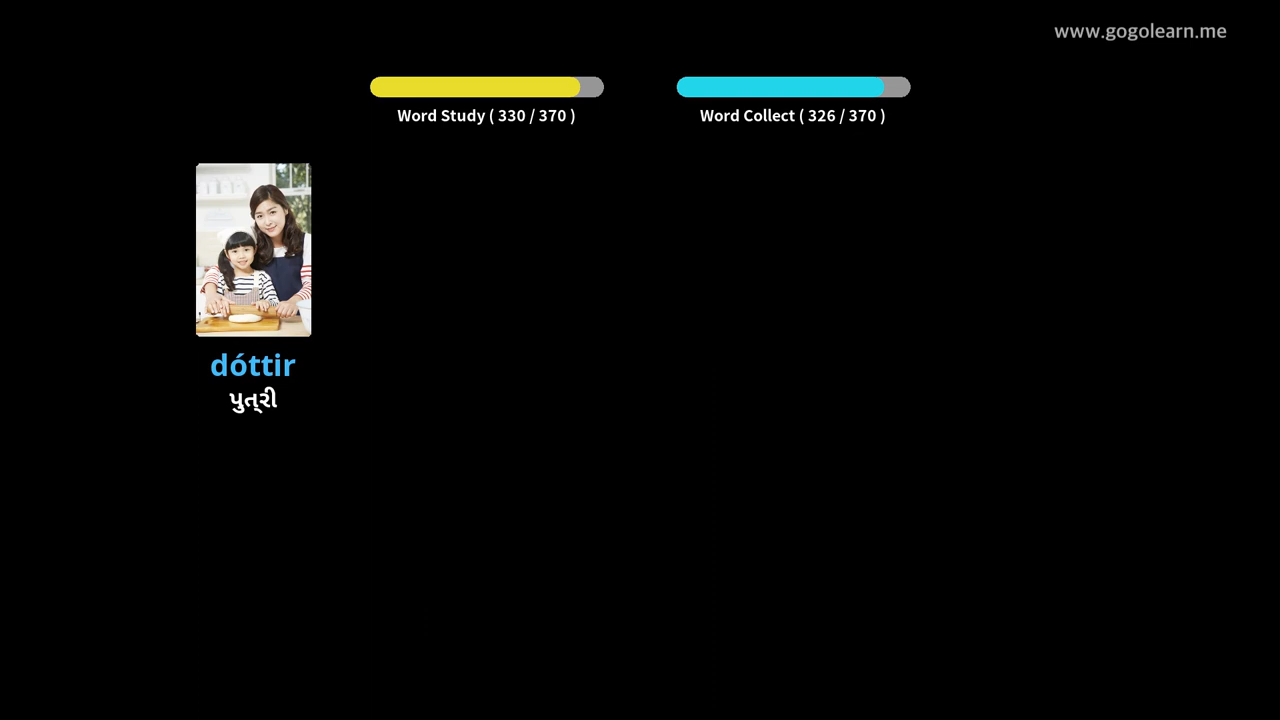 www.gogolearn.me
Word Study ( 330 / 370 )
Word Collect ( 326 / 370 )
dóttir
પુત્રી